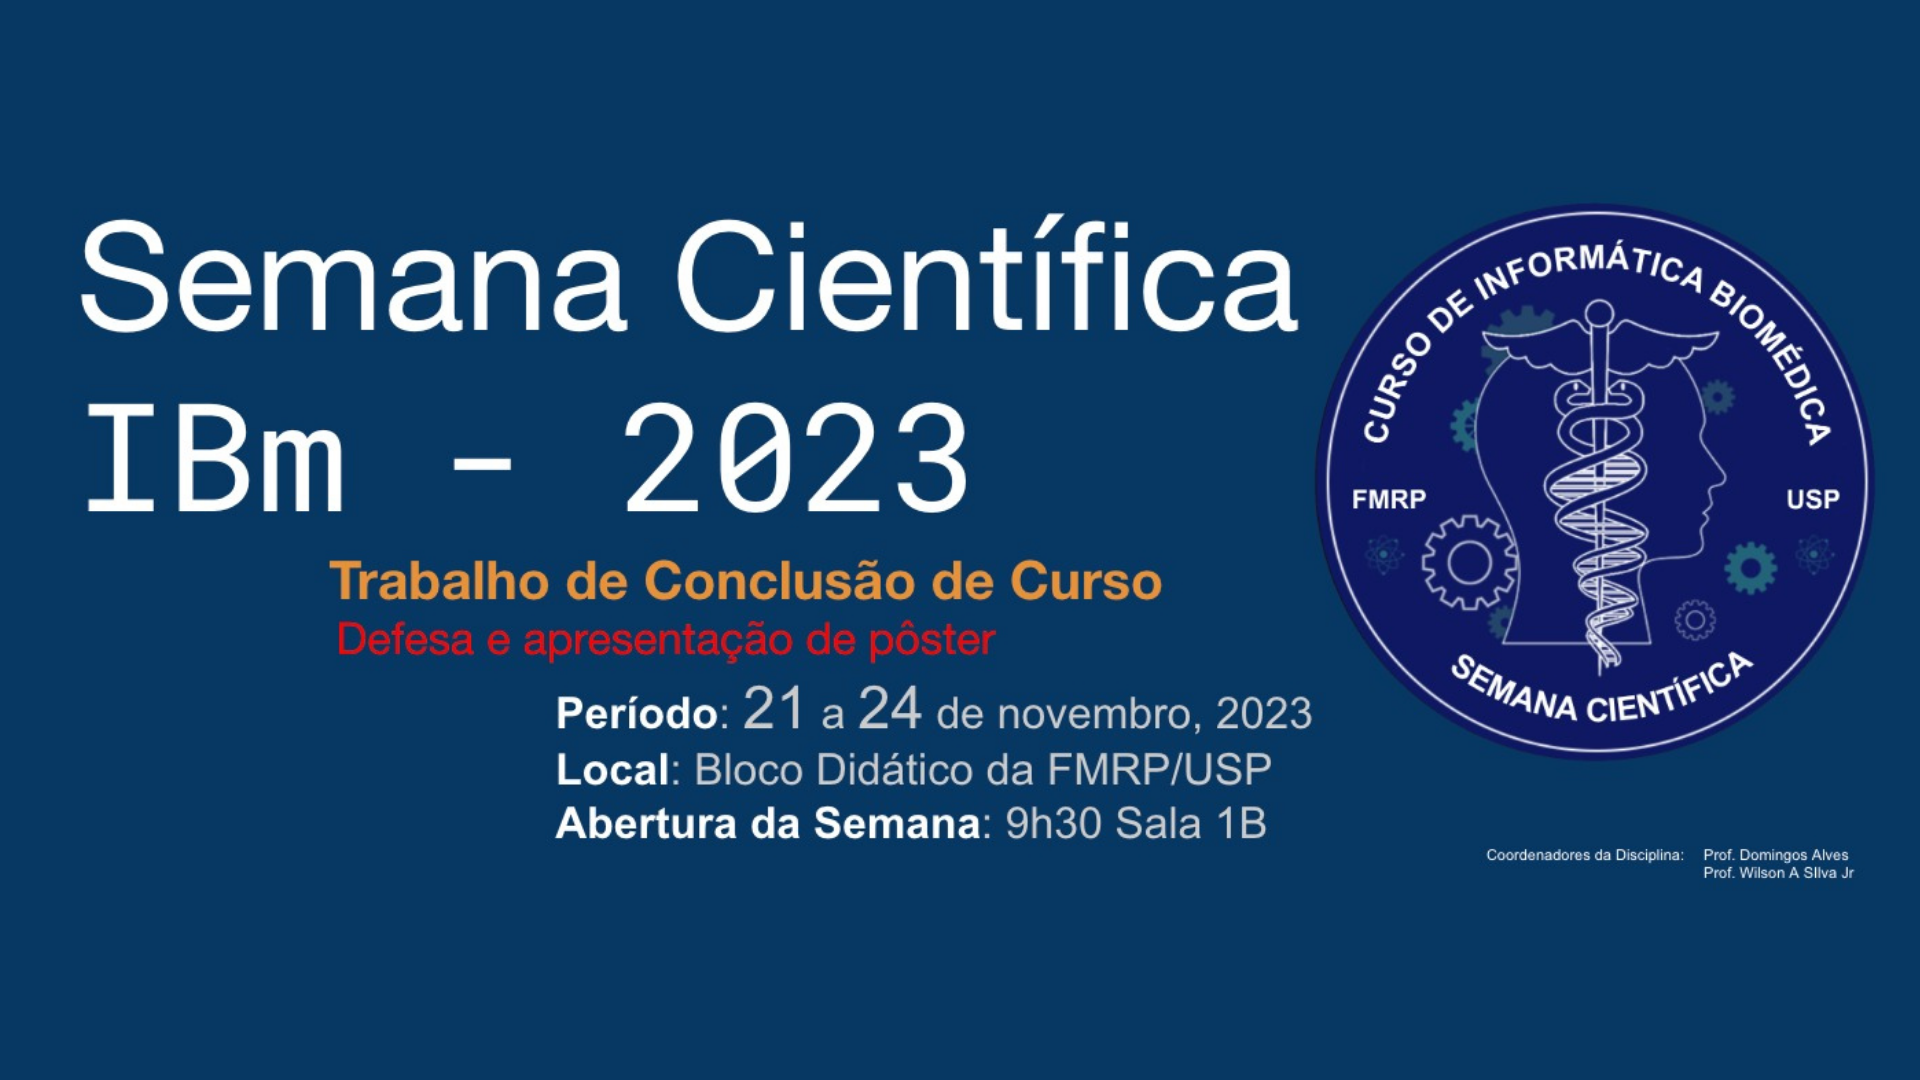 Semana Científica
IBm - 2023
Trabalho de Conclusão de Curso
Defesa e apresentação de pôster
Período: 21 a 24 de novembro, 2023
Local: Bloco Didático da FMRP/USP
Abertura da Semana: 9h30 Sala 1B
CURSO DE INFORMÁTICA BIOMÉDICA
FMRP
USP
SEMANA CIENTÍFICA
Coordenadores da Disciplina: Prof. Domingos Alves
Prof. Wilson A SIlva Jr